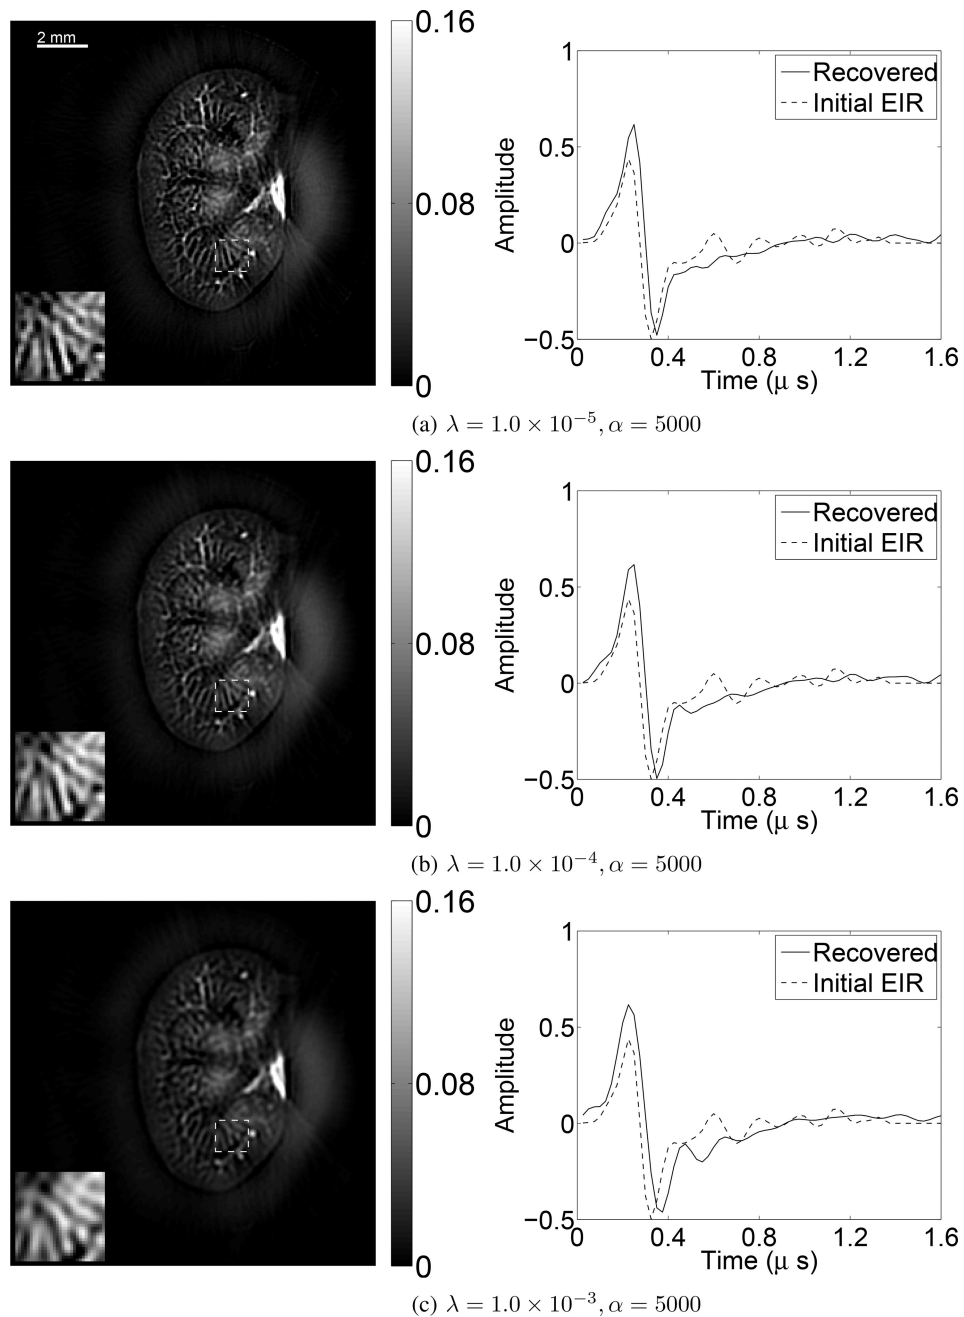 2 mm
0.16
0.08
0
1
0.5
0
−0.5
Amplitude
Recovered
Initial EIR
0 0.4 0.8 1.2 1.6
Time (μ s)
(a) λ = 1.0 × 10⁻⁵, α = 5000
0.16
0.08
0
1
0.5
0
−0.5
Amplitude
Recovered
Initial EIR
0 0.4 0.8 1.2 1.6
Time (μ s)
(b) λ = 1.0 × 10⁻⁴, α = 5000
0.16
0.08
0
1
0.5
0
−0.5
Amplitude
Recovered
Initial EIR
0 0.4 0.8 1.2 1.6
Time (μ s)
(c) λ = 1.0 × 10⁻³, α = 5000